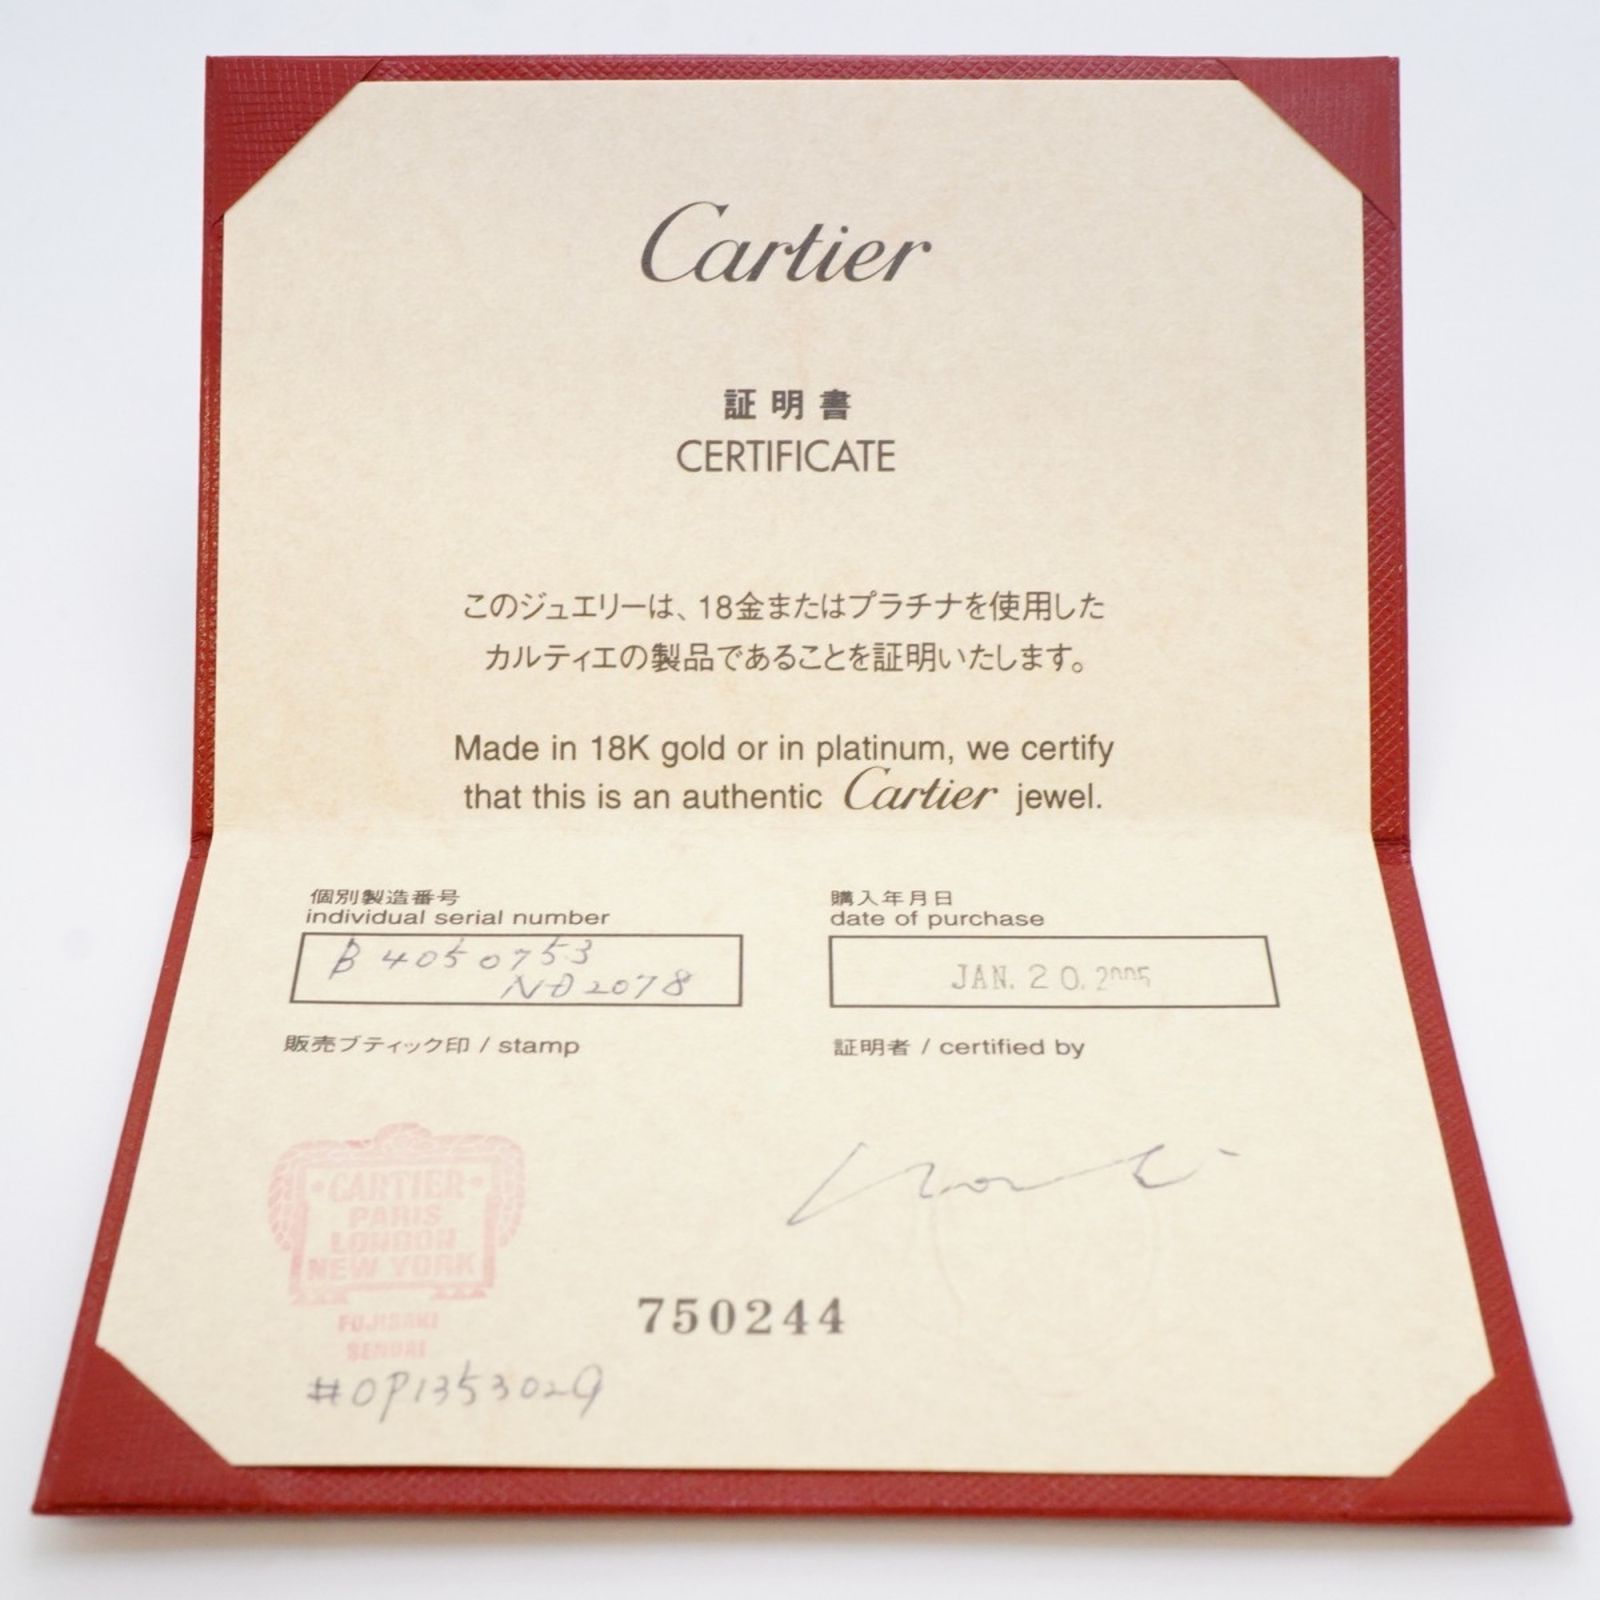 Cartier
証明書
CERTIFICATE
このジュエリーは、18金またはプラチナを使用した
カルティエの製品であることを証明いたします。
Made in 18K gold or in platinum, we certify
that this is an authentic Cartier jewel.
個別製造番号
individual serial number
B4050753
ND2078
購入年月日
date of purchase
JAN. 20. 2005
販売ブティック印 / stamp
証明者 / certified by
CARTIER
PARIS
LONDON
NEW YORK
FUJISAKI
SENDAI
750244
#OP1353029